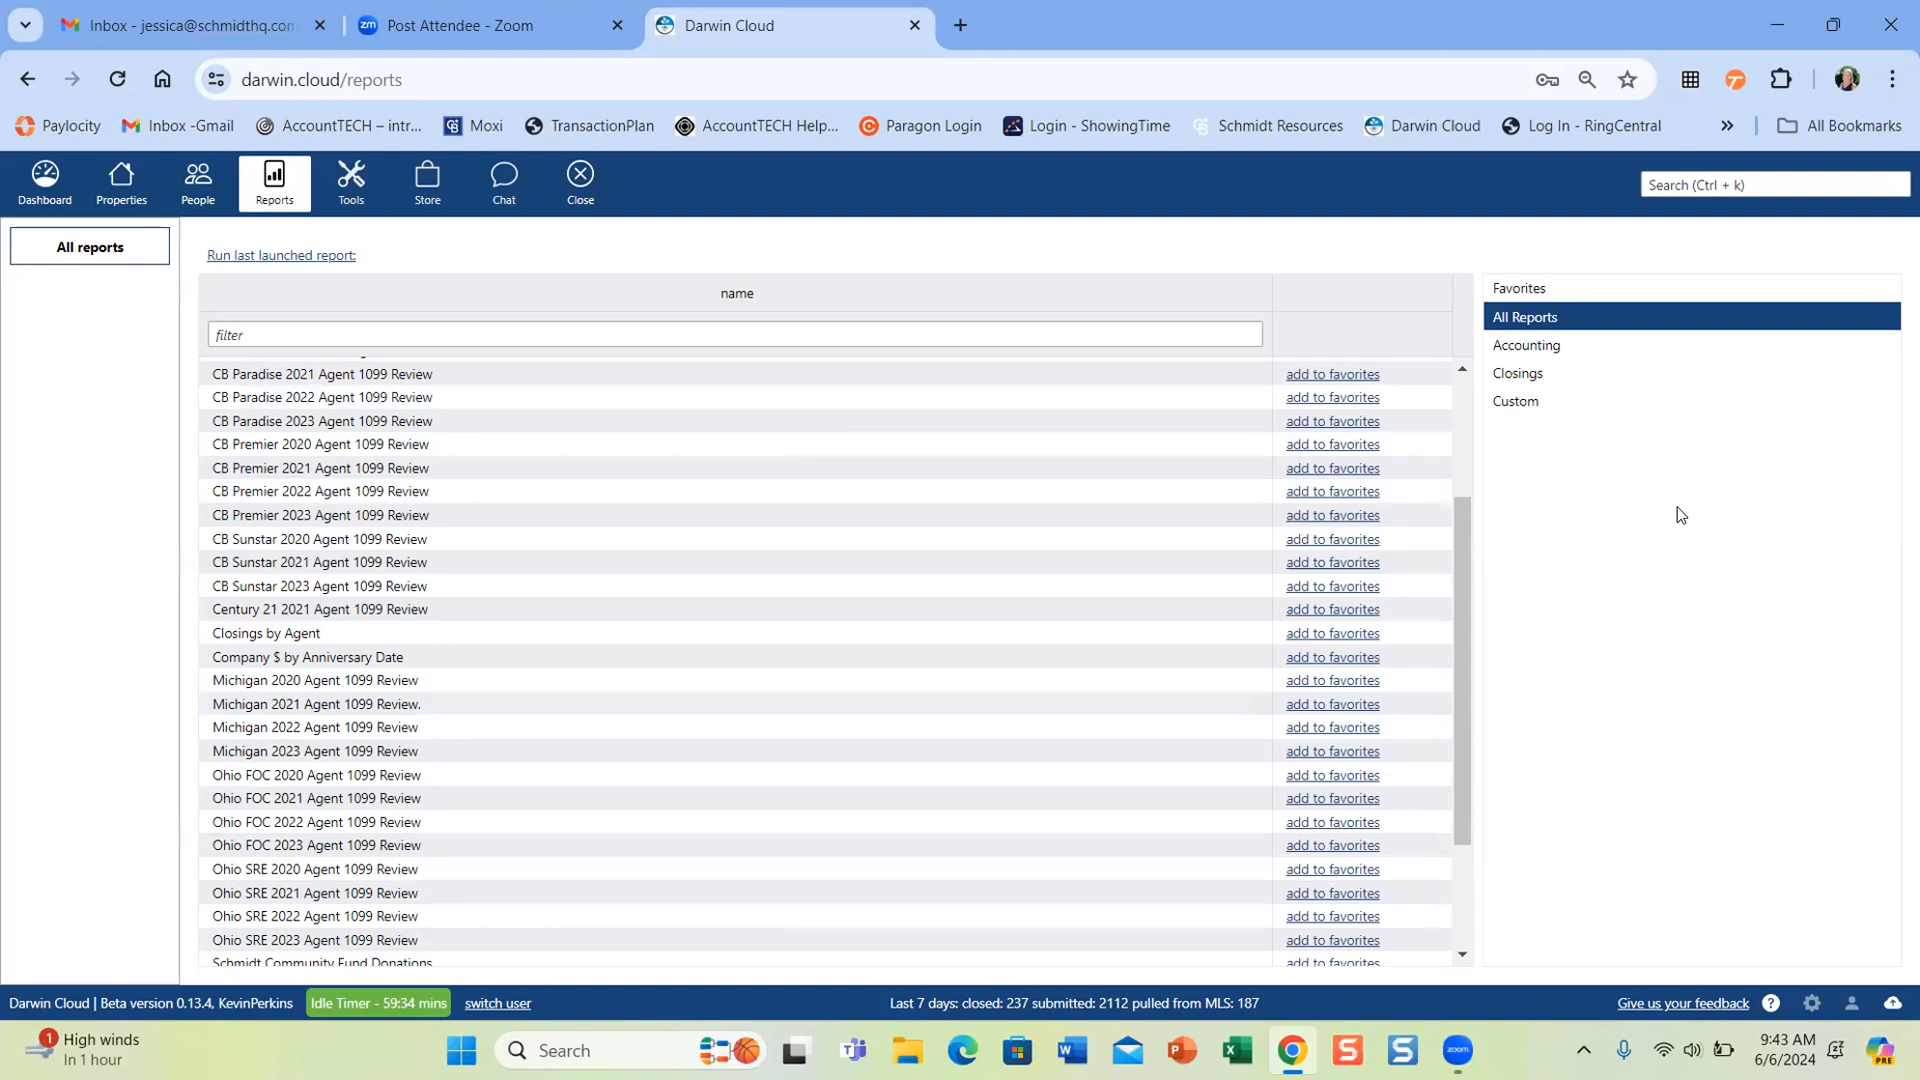 Inbox - jessica@schmidthq.com
zm Post Attendee - Zoom
Darwin Cloud
darwin.cloud/reports
Paylocity
Inbox -Gmail
AccountTECH – intr...
Moxi
TransactionPlan
AccountTECH Help...
Paragon Login
Login - ShowingTime
Schmidt Resources
Darwin Cloud
Log In - RingCentral
All Bookmarks
Dashboard
Properties
People
Reports
Tools
Store
Chat
Close
Search (Ctrl + k)
All reports
Run last launched report:
name
filter
CB Paradise 2021 Agent 1099 Review add to favorites
CB Paradise 2022 Agent 1099 Review add to favorites
CB Paradise 2023 Agent 1099 Review add to favorites
CB Premier 2020 Agent 1099 Review add to favorites
CB Premier 2021 Agent 1099 Review add to favorites
CB Premier 2022 Agent 1099 Review add to favorites
CB Premier 2023 Agent 1099 Review add to favorites
CB Sunstar 2020 Agent 1099 Review add to favorites
CB Sunstar 2021 Agent 1099 Review add to favorites
CB Sunstar 2023 Agent 1099 Review add to favorites
Century 21 2021 Agent 1099 Review add to favorites
Closings by Agent add to favorites
Company $ by Anniversary Date add to favorites
Michigan 2020 Agent 1099 Review add to favorites
Michigan 2021 Agent 1099 Review. add to favorites
Michigan 2022 Agent 1099 Review add to favorites
Michigan 2023 Agent 1099 Review add to favorites
Ohio FOC 2020 Agent 1099 Review add to favorites
Ohio FOC 2021 Agent 1099 Review add to favorites
Ohio FOC 2022 Agent 1099 Review add to favorites
Ohio FOC 2023 Agent 1099 Review add to favorites
Ohio SRE 2020 Agent 1099 Review add to favorites
Ohio SRE 2021 Agent 1099 Review add to favorites
Ohio SRE 2022 Agent 1099 Review add to favorites
Ohio SRE 2023 Agent 1099 Review add to favorites
Schmidt Community Fund Donations add to favorites
Favorites
All Reports
Accounting
Closings
Custom
Darwin Cloud | Beta version 0.13.4, KevinPerkins
Idle Timer - 59:34 mins
switch user
Last 7 days: closed: 237 submitted: 2112 pulled from MLS: 187
Give us your feedback
1
High winds
In 1 hour
Search
zoom
9:43 AM
6/6/2024
PRE